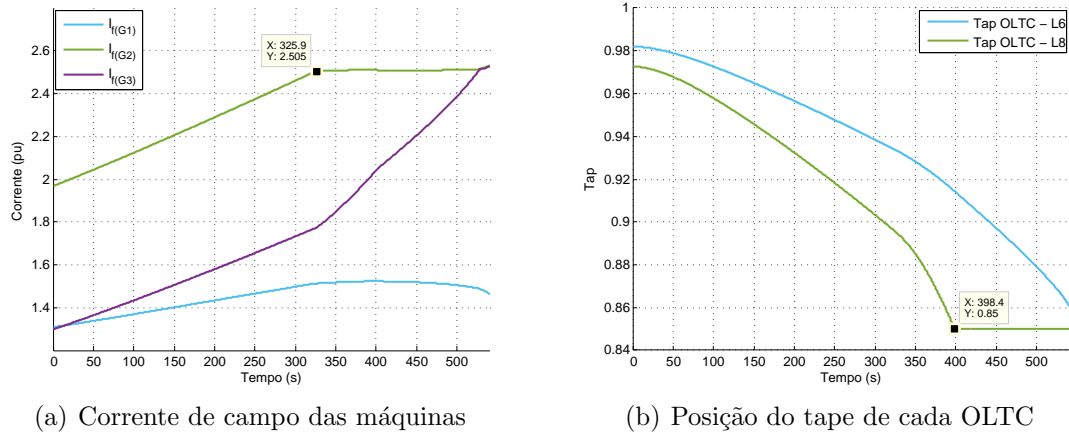 I_f(G1)
I_f(G2)
I_f(G3)
X: 325.9
Y: 2.505
2.6
2.4
2.2
2
1.8
1.6
1.4
Corrente (pu)
0 50 100 150 200 250 300 350 400 450 500
Tempo (s)
(a) Corrente de campo das máquinas
Tap OLTC – L6
Tap OLTC – L8
1
0.98
0.96
0.94
0.92
0.9
0.88
0.86
0.84
Tap
X: 398.4
Y: 0.85
0 50 100 150 200 250 300 350 400 450 500
Tempo (s)
(b) Posição do tape de cada OLTC